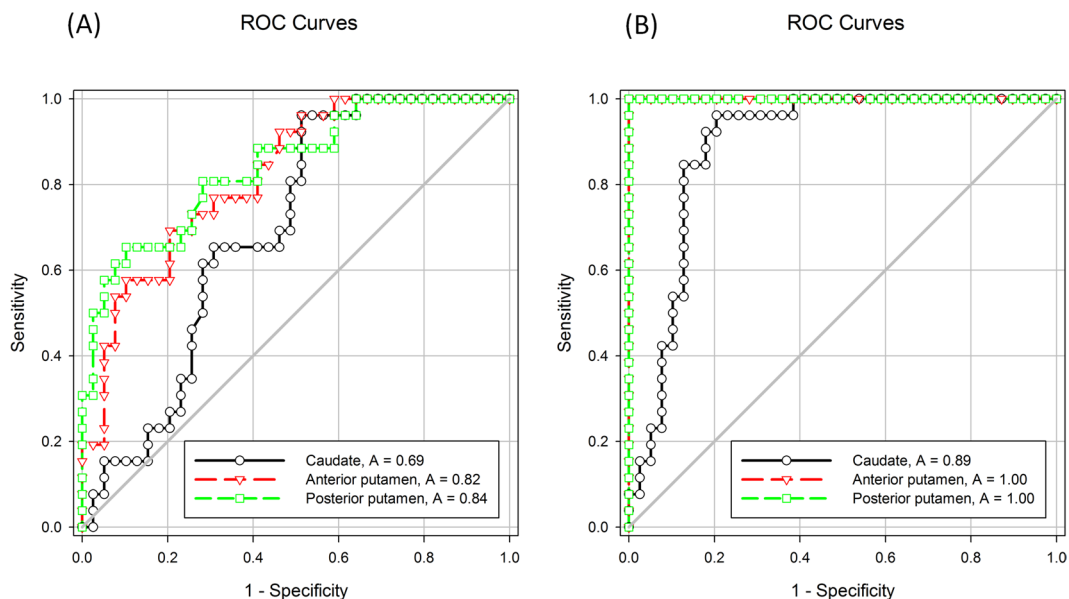 (A)
ROC Curves
Sensitivity
1.0
0.8
0.6
0.4
0.2
0.0
Caudate, A = 0.69
Anterior putamen, A = 0.82
Posterior putamen, A = 0.84
0.0 0.2 0.4 0.6 0.8 1.0
1 - Specificity
(B)
ROC Curves
Sensitivity
1.0
0.8
0.6
0.4
0.2
0.0
Caudate, A = 0.89
Anterior putamen, A = 1.00
Posterior putamen, A = 1.00
0.0 0.2 0.4 0.6 0.8 1.0
1 - Specificity